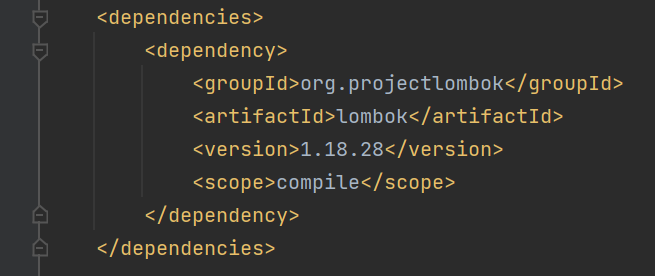 <dependencies>
<dependency>
<groupId>org.projectlombok</groupId>
<artifactId>lombok</artifactId>
<version>1.18.28</version>
<scope>compile</scope>
</dependency>
</dependencies>